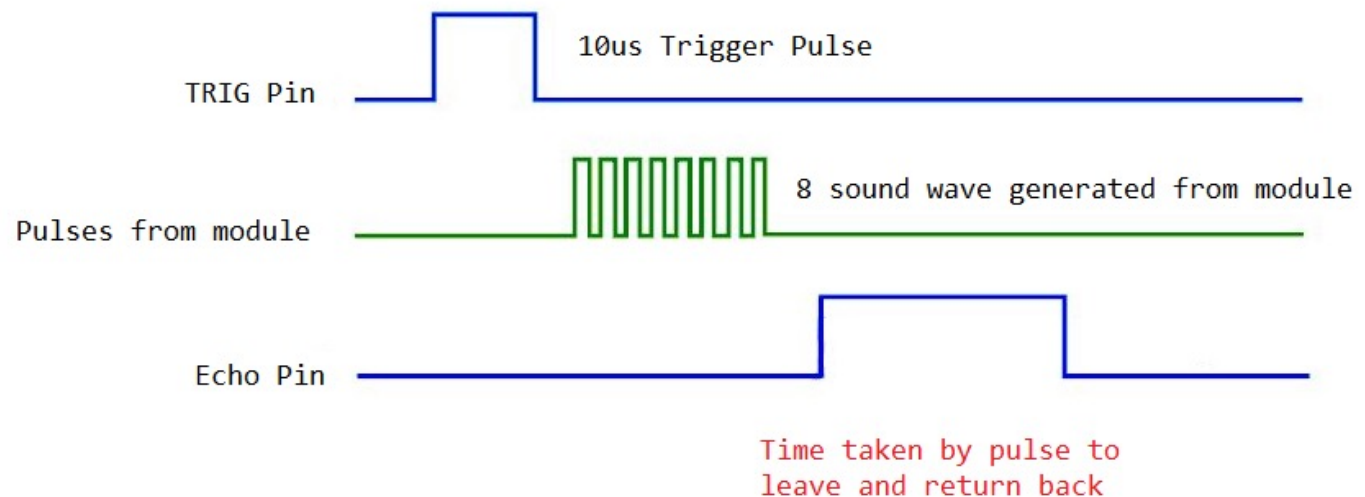 10us Trigger Pulse
TRIG Pin
8 sound wave generated from module
Pulses from module
Echo Pin
Time taken by pulse to
leave and return back